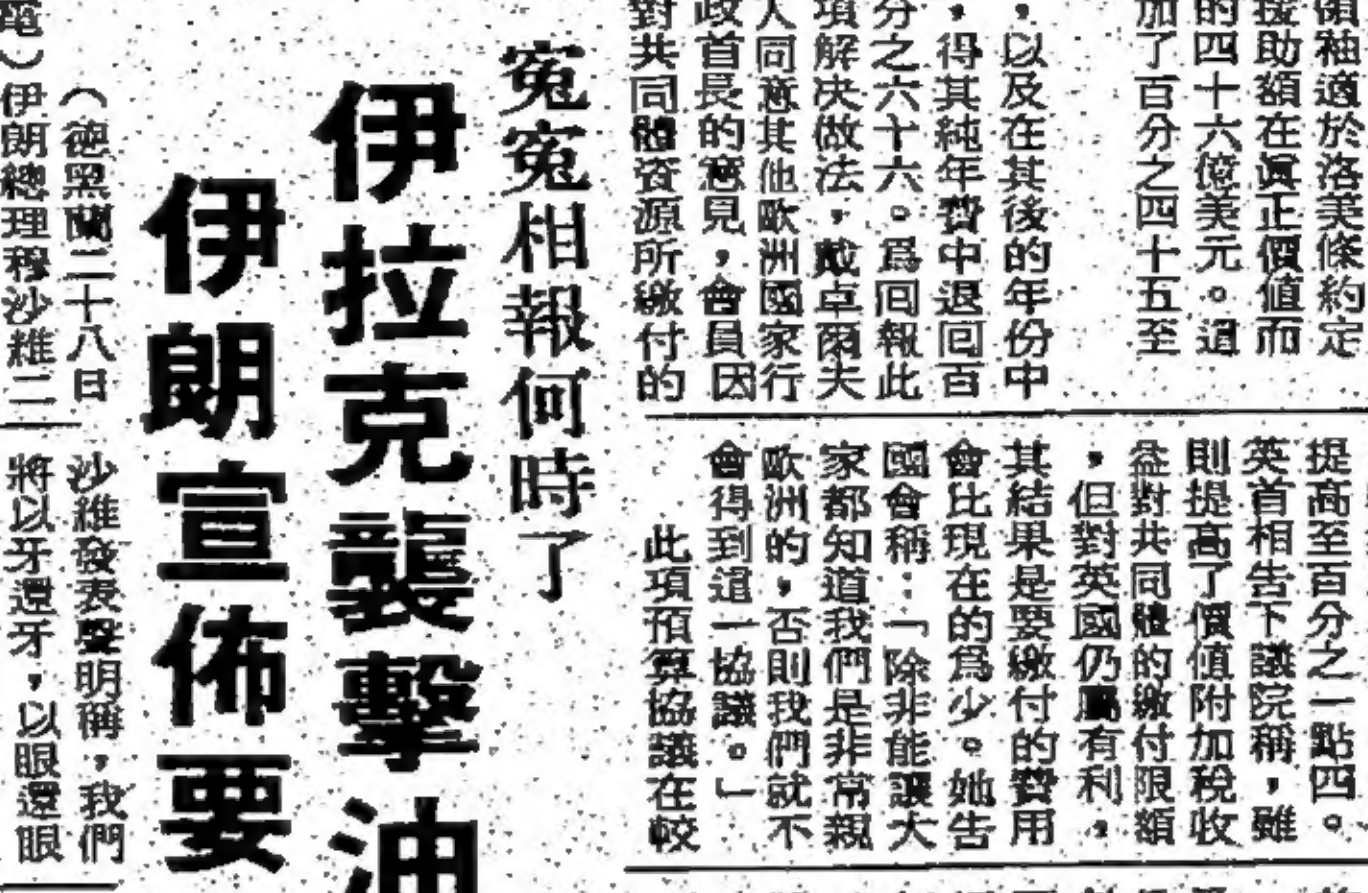 領袖適於洛美條約定
援助額在眞正價值而
的四十六億美元。這
加了百分之四十五至
，以及在其後的年份中
，得其純年費中退回百
分之六十六。爲回報此
項解决做法，戴卓爾夫
人同意其他歐洲國家行
政首長的意見，會員因
對共同體資源所繳付的
提高至百分之一點四。
英首相告下議院稱，雖
則提高了價值附加稅收
益對共同體的繳付限額
，但對英國仍屬有利，
其結果是要繳付的費用
會比現在的爲少。她告
國會稱：「除非能讓大
家都知道我們是非常親
歐洲的，否則我們就不
會得到這一協議。」
此項預算協議在較
寃寃相報何時了
伊拉克襲擊油
伊朗宣佈要
（德黑蘭二十八日
電）伊朗總理穆沙維二
沙維發表聲明稱，我們
將以牙還牙，以眼還眼